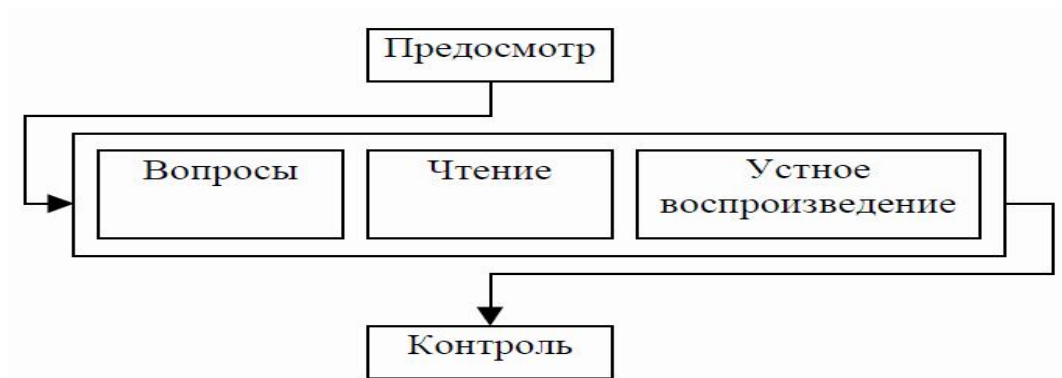 Предосмотр
Вопросы
Чтение
Устное
воспроизведение
Контроль